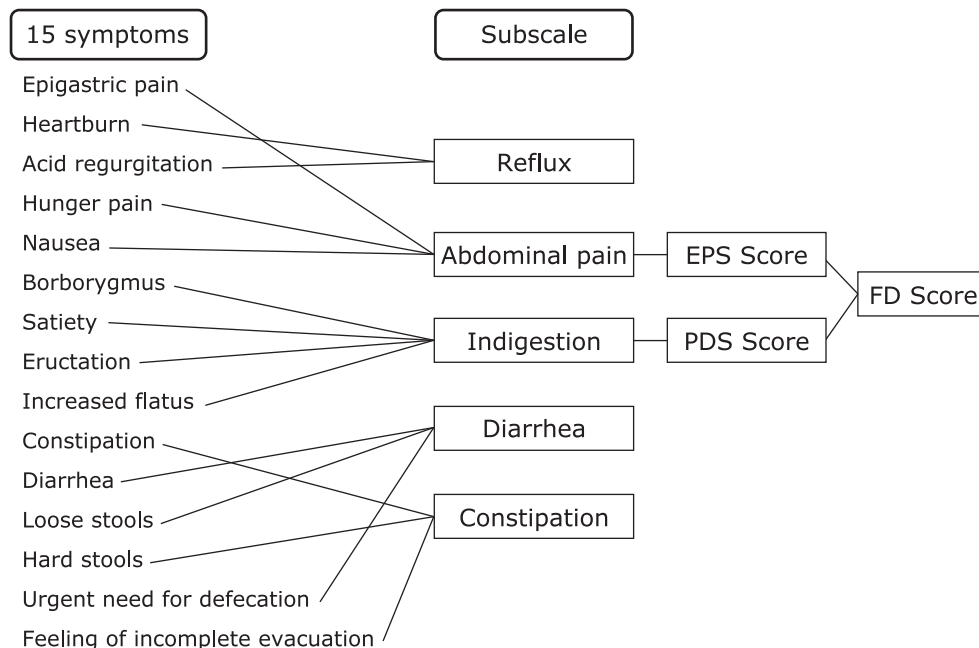 15 symptoms
Subscale
Epigastric pain
Heartburn
Acid regurgitation
Hunger pain
Nausea
Borborygmus
Satiety
Eructation
Increased flatus
Constipation
Diarrhea
Loose stools
Hard stools
Urgent need for defecation
Feeling of incomplete evacuation
Reflux
Abdominal pain
Indigestion
Diarrhea
Constipation
EPS Score
PDS Score
FD Score